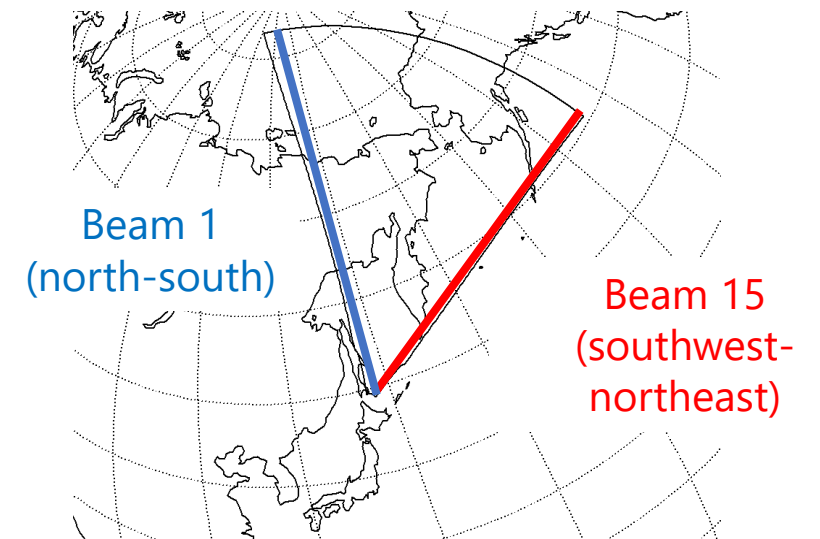 Beam 1
(north-south)
Beam 15
(southwest-
northeast)